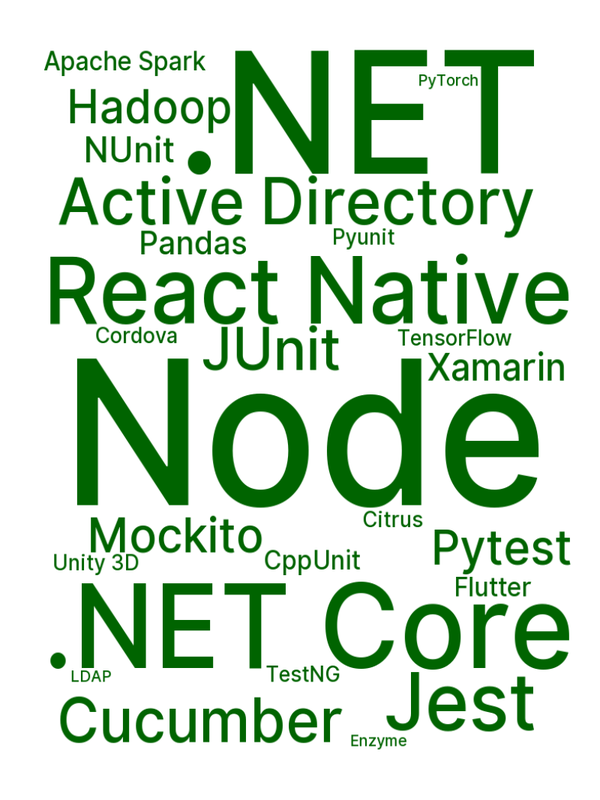 Apache Spark
.NET
PyTorch
Hadoop
NUnit
Active Directory
Pandas
Pyunit
React Native
Cordova
JUnit
TensorFlow
Xamarin
Node
Citrus
Mockito
Pytest
Unity 3D
CppUnit
Flutter
.NET Core
LDAP
TestNG
Jest
Cucumber
Enzyme